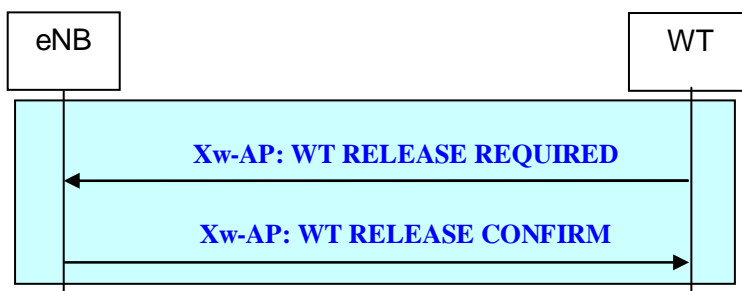 eNB
WT
Xw-AP: WT RELEASE REQUIRED
Xw-AP: WT RELEASE CONFIRM